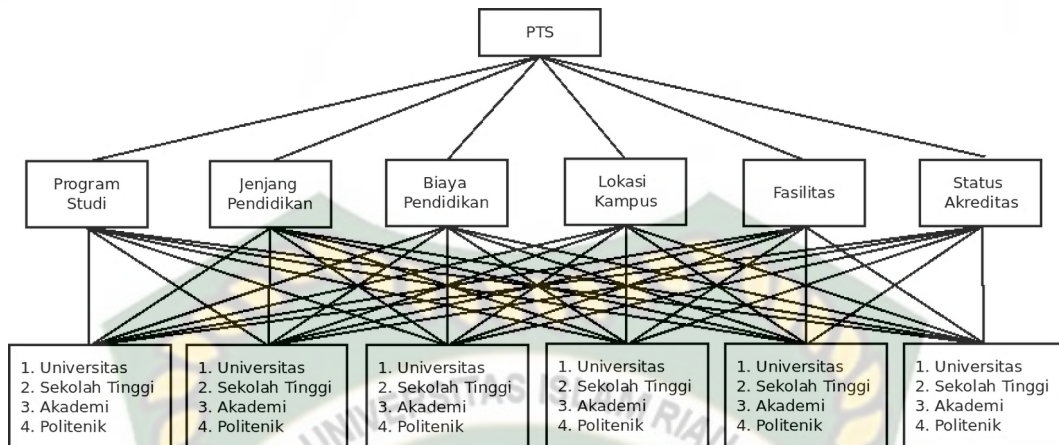 PTS
Program
Studi
Jenjang
Pendidikan
Biaya
Pendidikan
Lokasi
Kampus
Fasilitas
Status
Akreditas
1. Universitas
2. Sekolah Tinggi
3. Akademi
4. Politenik
1. Universitas
2. Sekolah Tinggi
3. Akademi
4. Politenik
1. Universitas
2. Sekolah Tinggi
3. Akademi
4. Politenik
1. Universitas
2. Sekolah Tinggi
3. Akademi
4. Politenik
1. Universitas
2. Sekolah Tinggi
3. Akademi
4. Politenik
1. Universitas
2. Sekolah Tinggi
3. Akademi
4. Politenik
UNIVERSITAS ISLAM RIAU